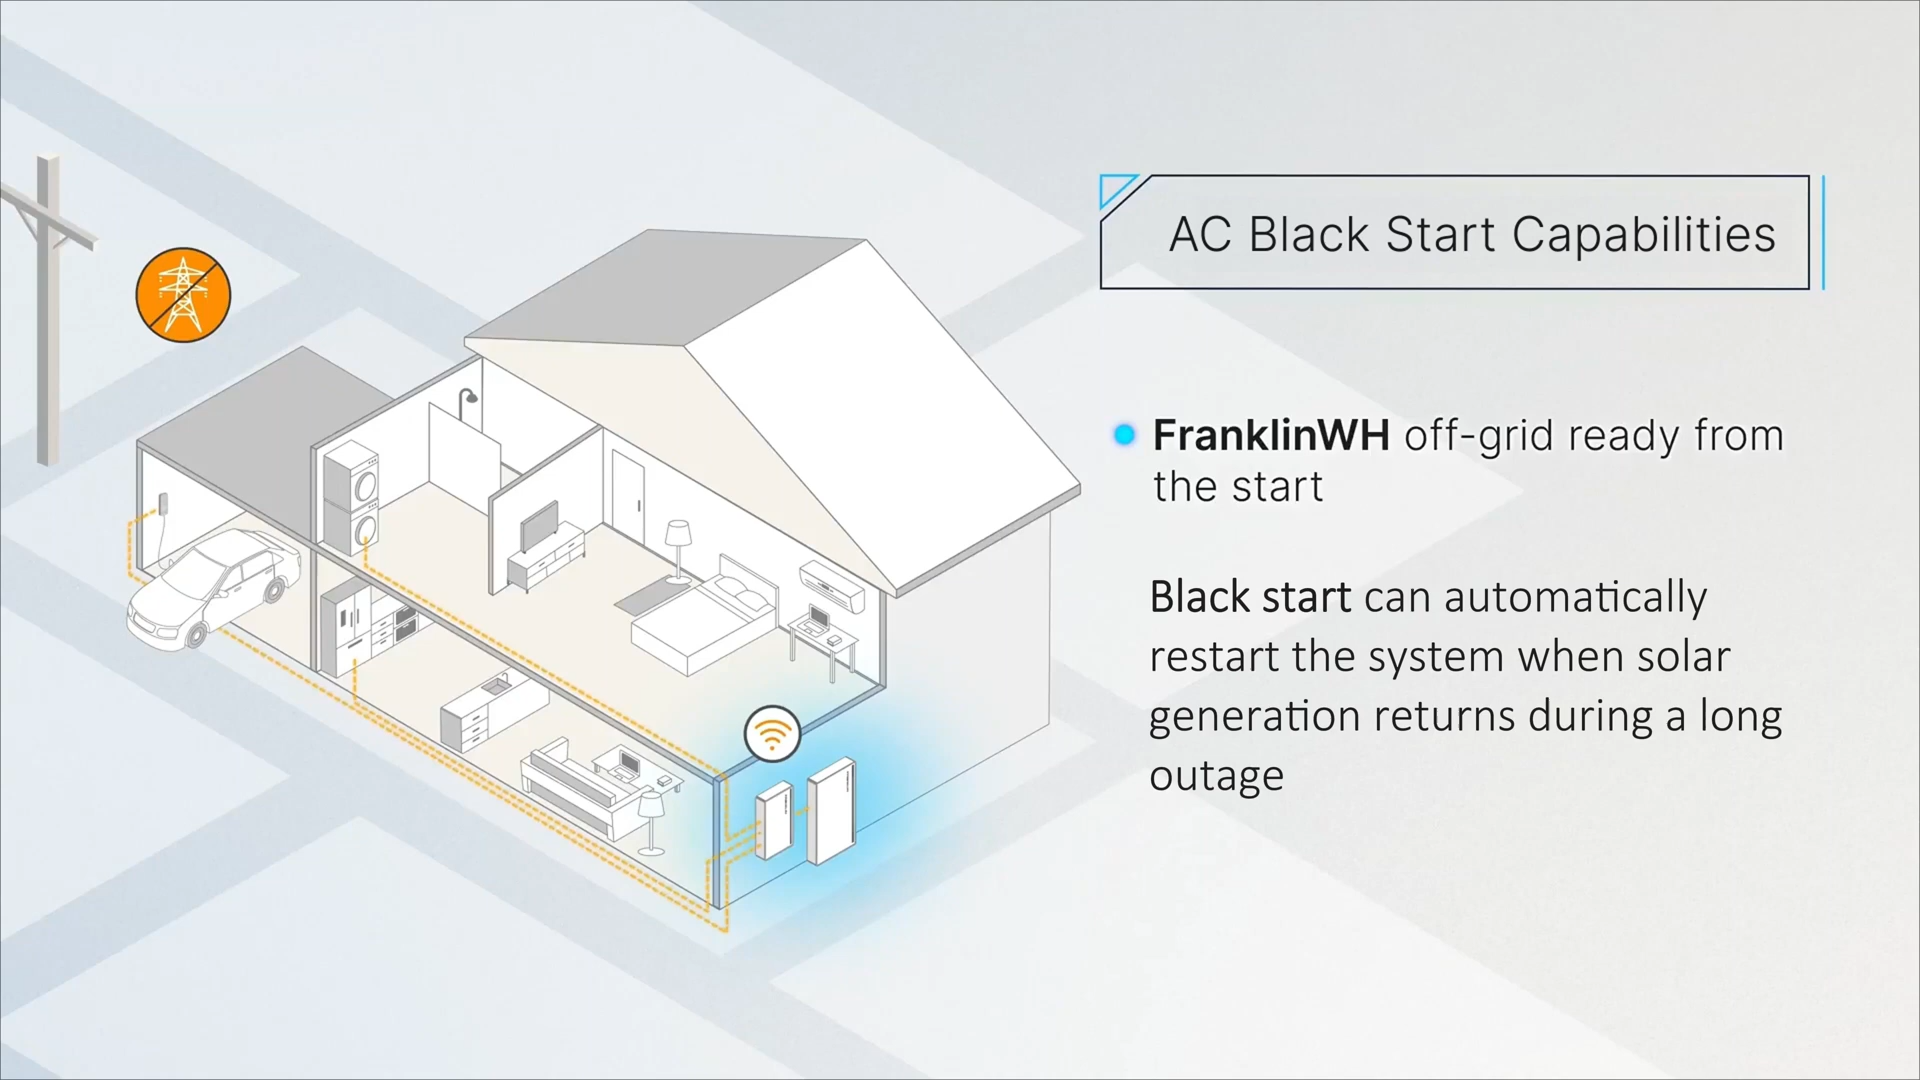 AC Black Start Capabilities
FranklinWH off-grid ready from
the start
Black start can automatically
restart the system when solar
generation returns during a long
outage